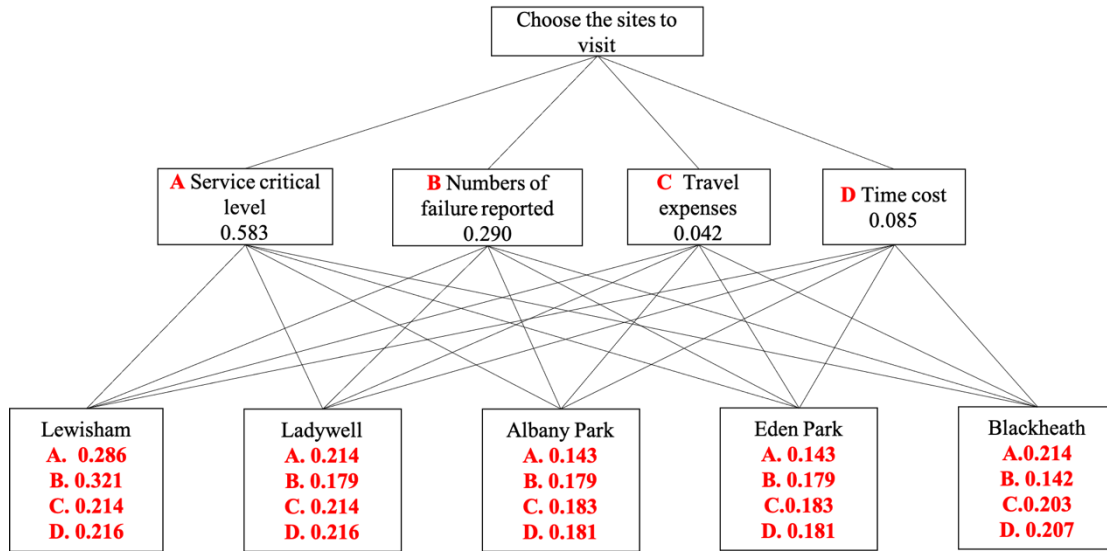 Choose the sites to
visit
A Service critical
level
0.583
B Numbers of
failure reported
0.290
C Travel
expenses
0.042
D Time cost
0.085
Lewisham
A. 0.286
B. 0.321
C. 0.214
D. 0.216
Ladywell
A. 0.214
B. 0.179
C. 0.214
D. 0.216
Albany Park
A. 0.143
B. 0.179
C. 0.183
D. 0.181
Eden Park
A. 0.143
B. 0.179
C.0.183
D. 0.181
Blackheath
A.0.214
B. 0.142
C.0.203
D. 0.207